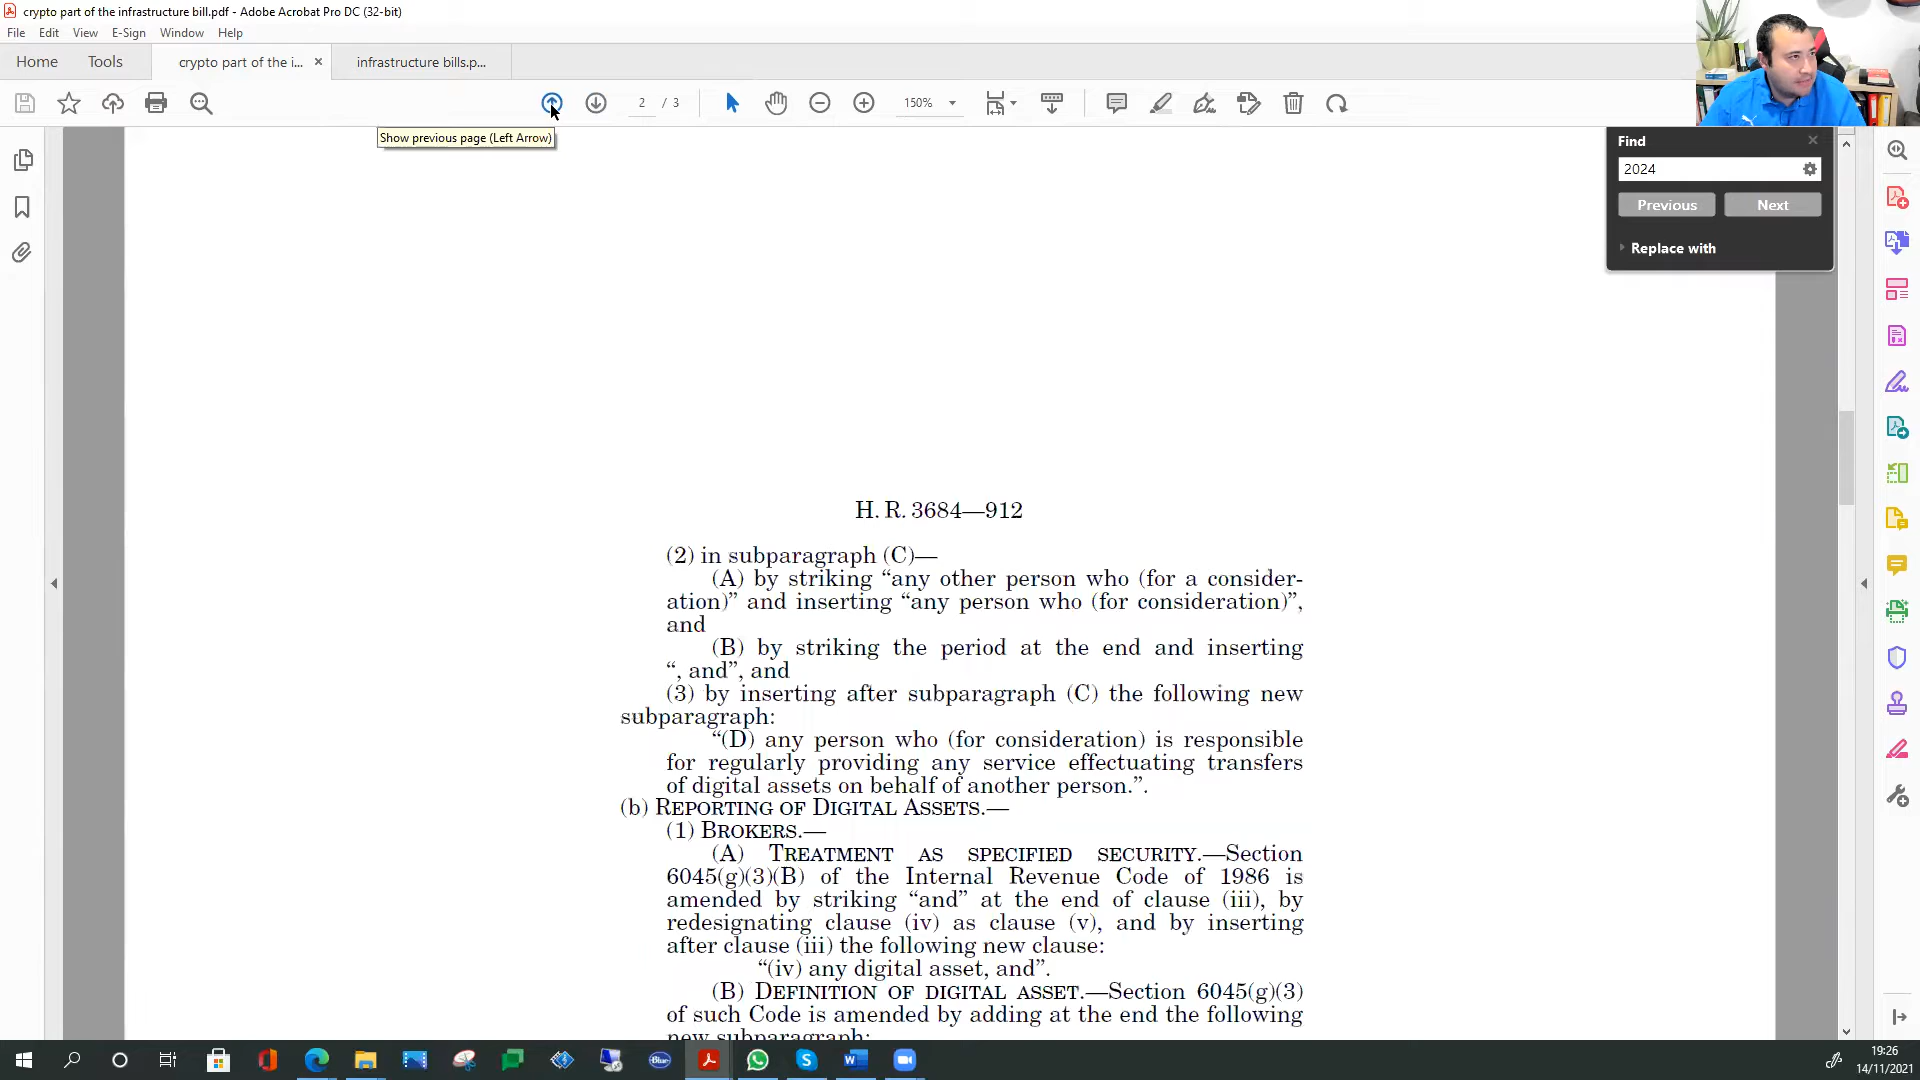 crypto part of the infrastructure bill.pdf - Adobe Acrobat Pro DC (32-bit)
File Edit View E-Sign Window Help
Home Tools crypto part of the i... × infrastructure bills.p...
2 / 3 150%
Show previous page (Left Arrow)
Find
2024
Previous Next
Replace with
H. R. 3684—912
(2) in subparagraph (C)—
(A) by striking “any other person who (for a consider-
ation)” and inserting “any person who (for consideration)”,
and
(B) by striking the period at the end and inserting
“, and”, and
(3) by inserting after subparagraph (C) the following new
subparagraph:
“(D) any person who (for consideration) is responsible
for regularly providing any service effectuating transfers
of digital assets on behalf of another person.”.
(b) REPORTING OF DIGITAL ASSETS.—
(1) BROKERS.—
(A) TREATMENT AS SPECIFIED SECURITY.—Section
6045(g)(3)(B) of the Internal Revenue Code of 1986 is
amended by striking “and” at the end of clause (iii), by
redesignating clause (iv) as clause (v), and by inserting
after clause (iii) the following new clause:
“(iv) any digital asset, and”.
(B) DEFINITION OF DIGITAL ASSET.—Section 6045(g)(3)
of such Code is amended by adding at the end the following
new subparagraph:
Blue
19:26
14/11/2021